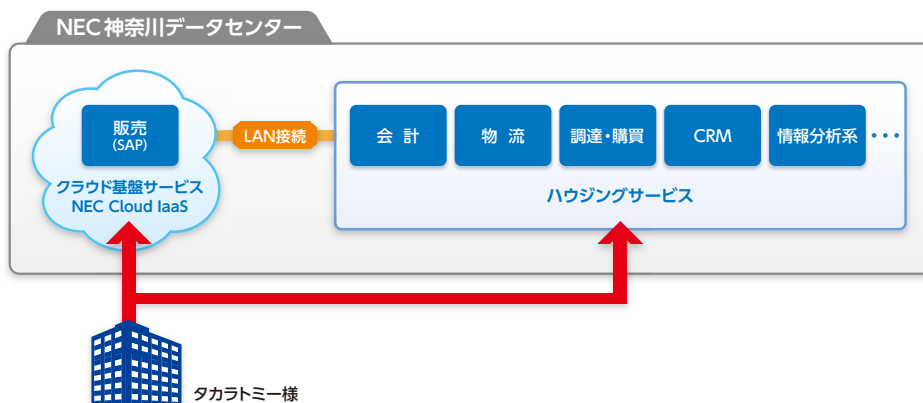 NEC神奈川データセンター
販売
(SAP)
クラウド基盤サービス
NEC Cloud IaaS
LAN接続
会計
物流
調達・購買
CRM
情報分析系
･･･
ハウジングサービス
タカラトミー様